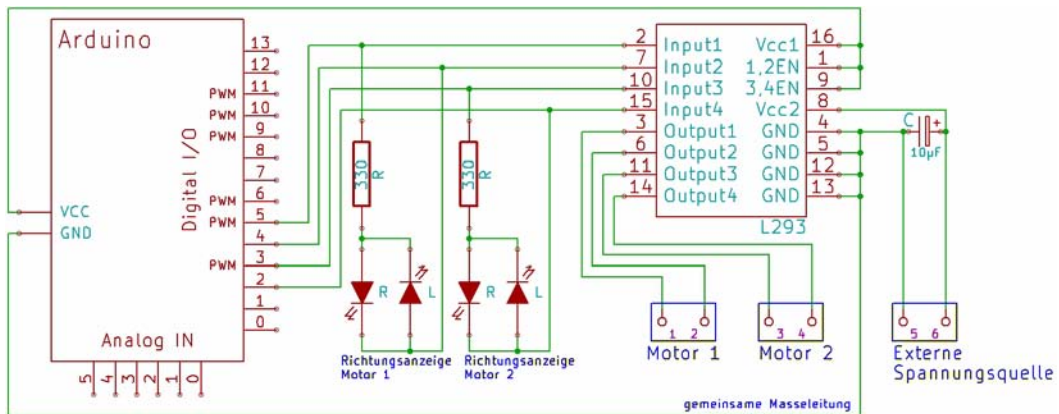 Arduino
13
12
PWM 11
10
PWM 9
8
7
PWM 6
PWM 5
4
PWM 3
2
1
0
Digital I/O
VCC
GND
Analog IN
5 4 3 2 1 0
330 R
330 R
R L
R L
Richtungsanzeige
Motor 1
Richtungsanzeige
Motor 2
2 Input1 Vcc1 16
7 Input2 1,2EN 1
10 Input3 3,4EN 9
15 Input4 Vcc2 8
3 Output1 GND 4
6 Output2 GND 5
11 Output3 GND 12
14 Output4 GND 13
L293
C +
10µF
1 2
Motor 1
3 4
Motor 2
5 6
Externe
Spannungsquelle
gemeinsame Masseleitung